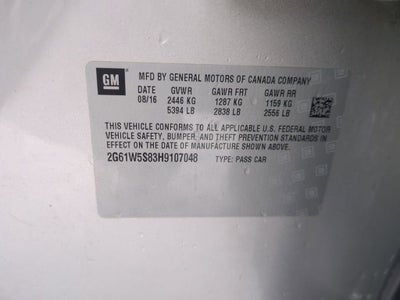 GM
MFD BY GENERAL MOTORS OF CANADA COMPANY
DATE GVWR GAWR FRT GAWR RR
08/16 2446 KG 1287 KG 1159 KG
5394 LB 2838 LB 2556 LB
THIS VEHICLE CONFORMS TO ALL APPLICABLE U.S. FEDERAL MOTOR
VEHICLE SAFETY, BUMPER, AND THEFT PREVENTION STANDARDS IN
EFFECT ON THE DATE OF MANUFACTURE SHOWN ABOVE.
2G61W5S83H9107048 TYPE: PASS CAR